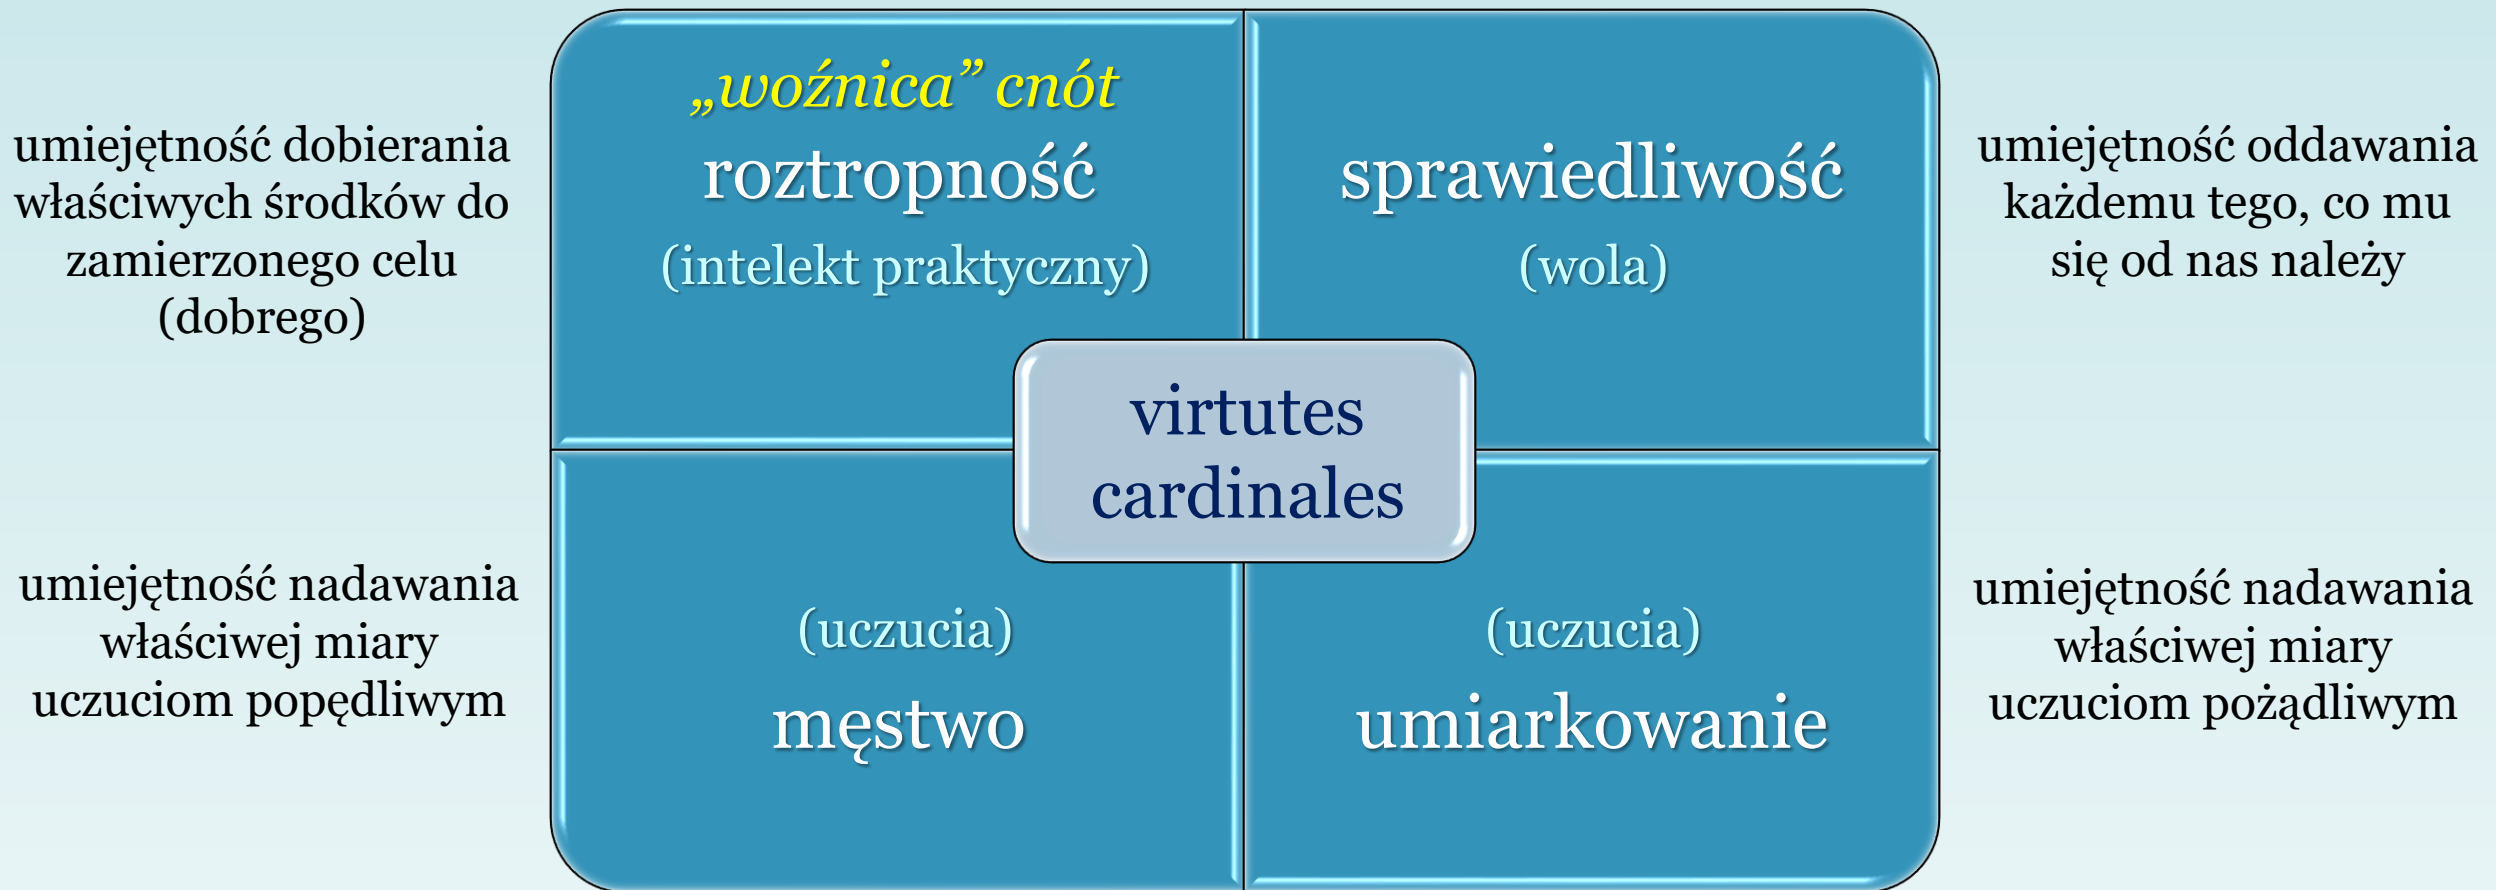 umiejętność dobierania
właściwych środków do
zamierzonego celu
(dobrego)
„woźnica” cnót
roztropność
(intelekt praktyczny)
sprawiedliwość
(wola)
umiejętność oddawania
każdemu tego, co mu
się od nas należy
virtutes
cardinales
umiejętność nadawania
właściwej miary
uczuciom popędliwym
(uczucia)
męstwo
(uczucia)
umiarkowanie
umiejętność nadawania
właściwej miary
uczuciom pożądliwym